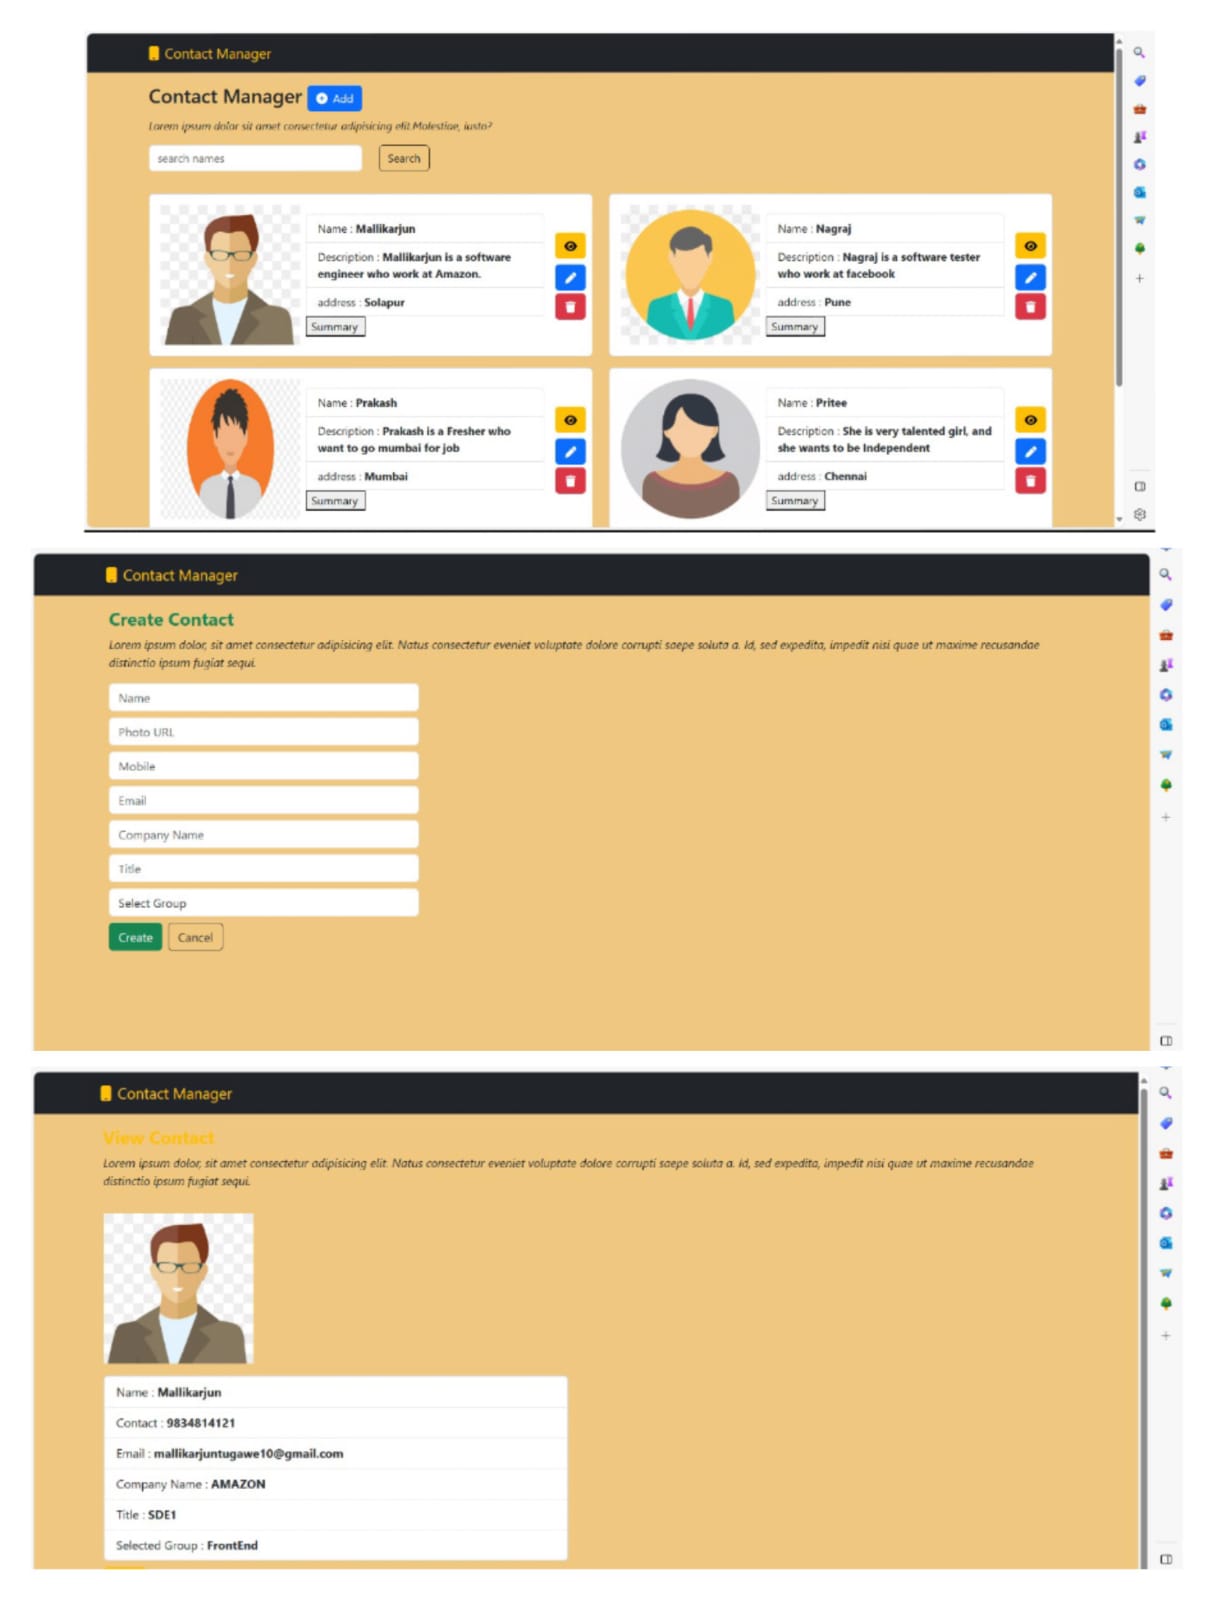 Contact Manager
Contact Manager Add
Lorem ipsum dolor sit amet consectetur adipisicing elit.Molestiae, iusto?
search names Search
Name : Mallikarjun
Description : Mallikarjun is a software
engineer who work at Amazon.
address : Solapur
Summary
Name : Nagraj
Description : Nagraj is a software tester
who work at facebook
address : Pune
Summary
Name : Prakash
Description : Prakash is a Fresher who
want to go mumbai for job
address : Mumbai
Summary
Name : Pritee
Description : She is very talented girl, and
she wants to be Independent
address : Chennai
Summary
Contact Manager
Create Contact
Lorem ipsum dolor, sit amet consectetur adipisicing elit. Natus consectetur eveniet voluptate dolore corrupti saepe soluta a. Id, sed expedita, impedit nisi quae ut maxime recusandae
distinctio ipsum fugiat sequi.
Name
Photo URL
Mobile
Email
Company Name
Title
Select Group
Create Cancel
Contact Manager
View Contact
Lorem ipsum dolor, sit amet consectetur adipisicing elit. Natus consectetur eveniet voluptate dolore corrupti saepe soluta a. Id, sed expedita, impedit nisi quae ut maxime recusandae
distinctio ipsum fugiat sequi.
Name : Mallikarjun
Contact : 9834814121
Email : mallikarjuntugawe10@gmail.com
Company Name : AMAZON
Title : SDE1
Selected Group : FrontEnd